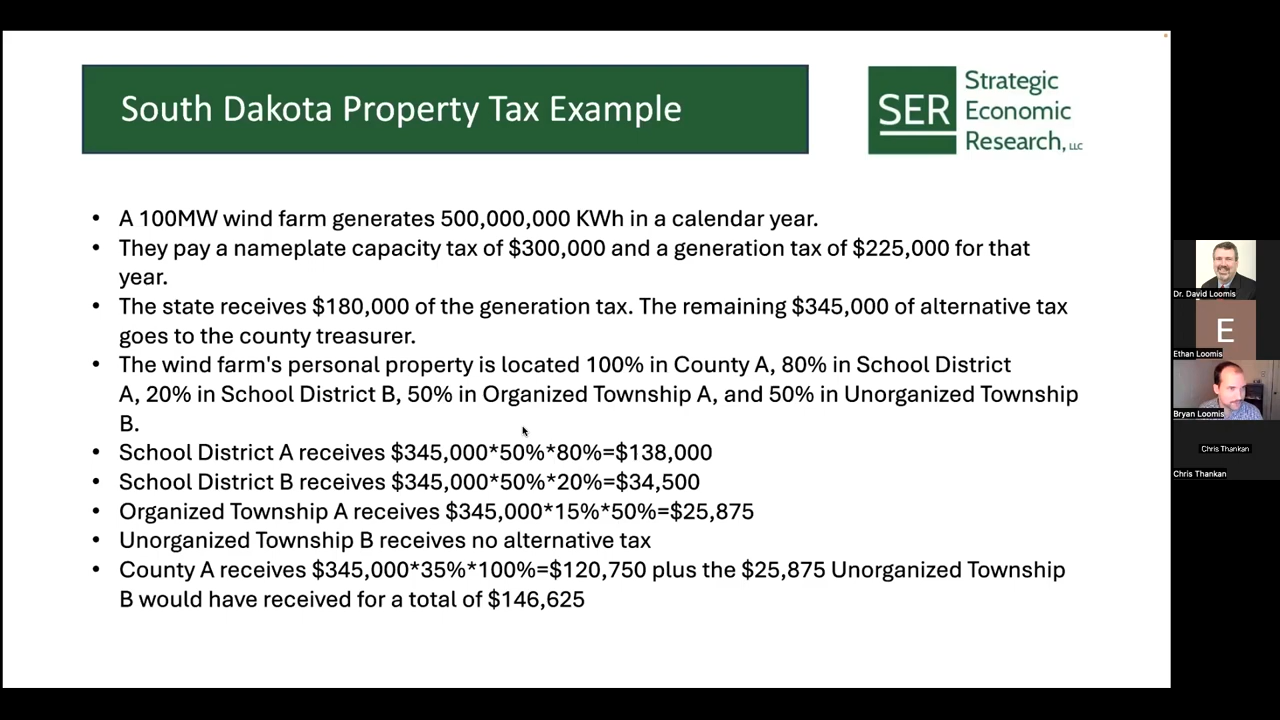 South Dakota Property Tax Example
SER
Strategic
Economic
Research, LLC
• A 100MW wind farm generates 500,000,000 KWh in a calendar year.
• They pay a nameplate capacity tax of $300,000 and a generation tax of $225,000 for that
year.
• The state receives $180,000 of the generation tax. The remaining $345,000 of alternative tax
goes to the county treasurer.
• The wind farm's personal property is located 100% in County A, 80% in School District
A, 20% in School District B, 50% in Organized Township A, and 50% in Unorganized Township
B.
• School District A receives $345,000*50%*80%=$138,000
• School District B receives $345,000*50%*20%=$34,500
• Organized Township A receives $345,000*15%*50%=$25,875
• Unorganized Township B receives no alternative tax
• County A receives $345,000*35%*100%=$120,750 plus the $25,875 Unorganized Township
B would have received for a total of $146,625
Dr. David Loomis
E
Ethan Loomis
Bryan Loomis
Chris Thankan
Chris Thankan